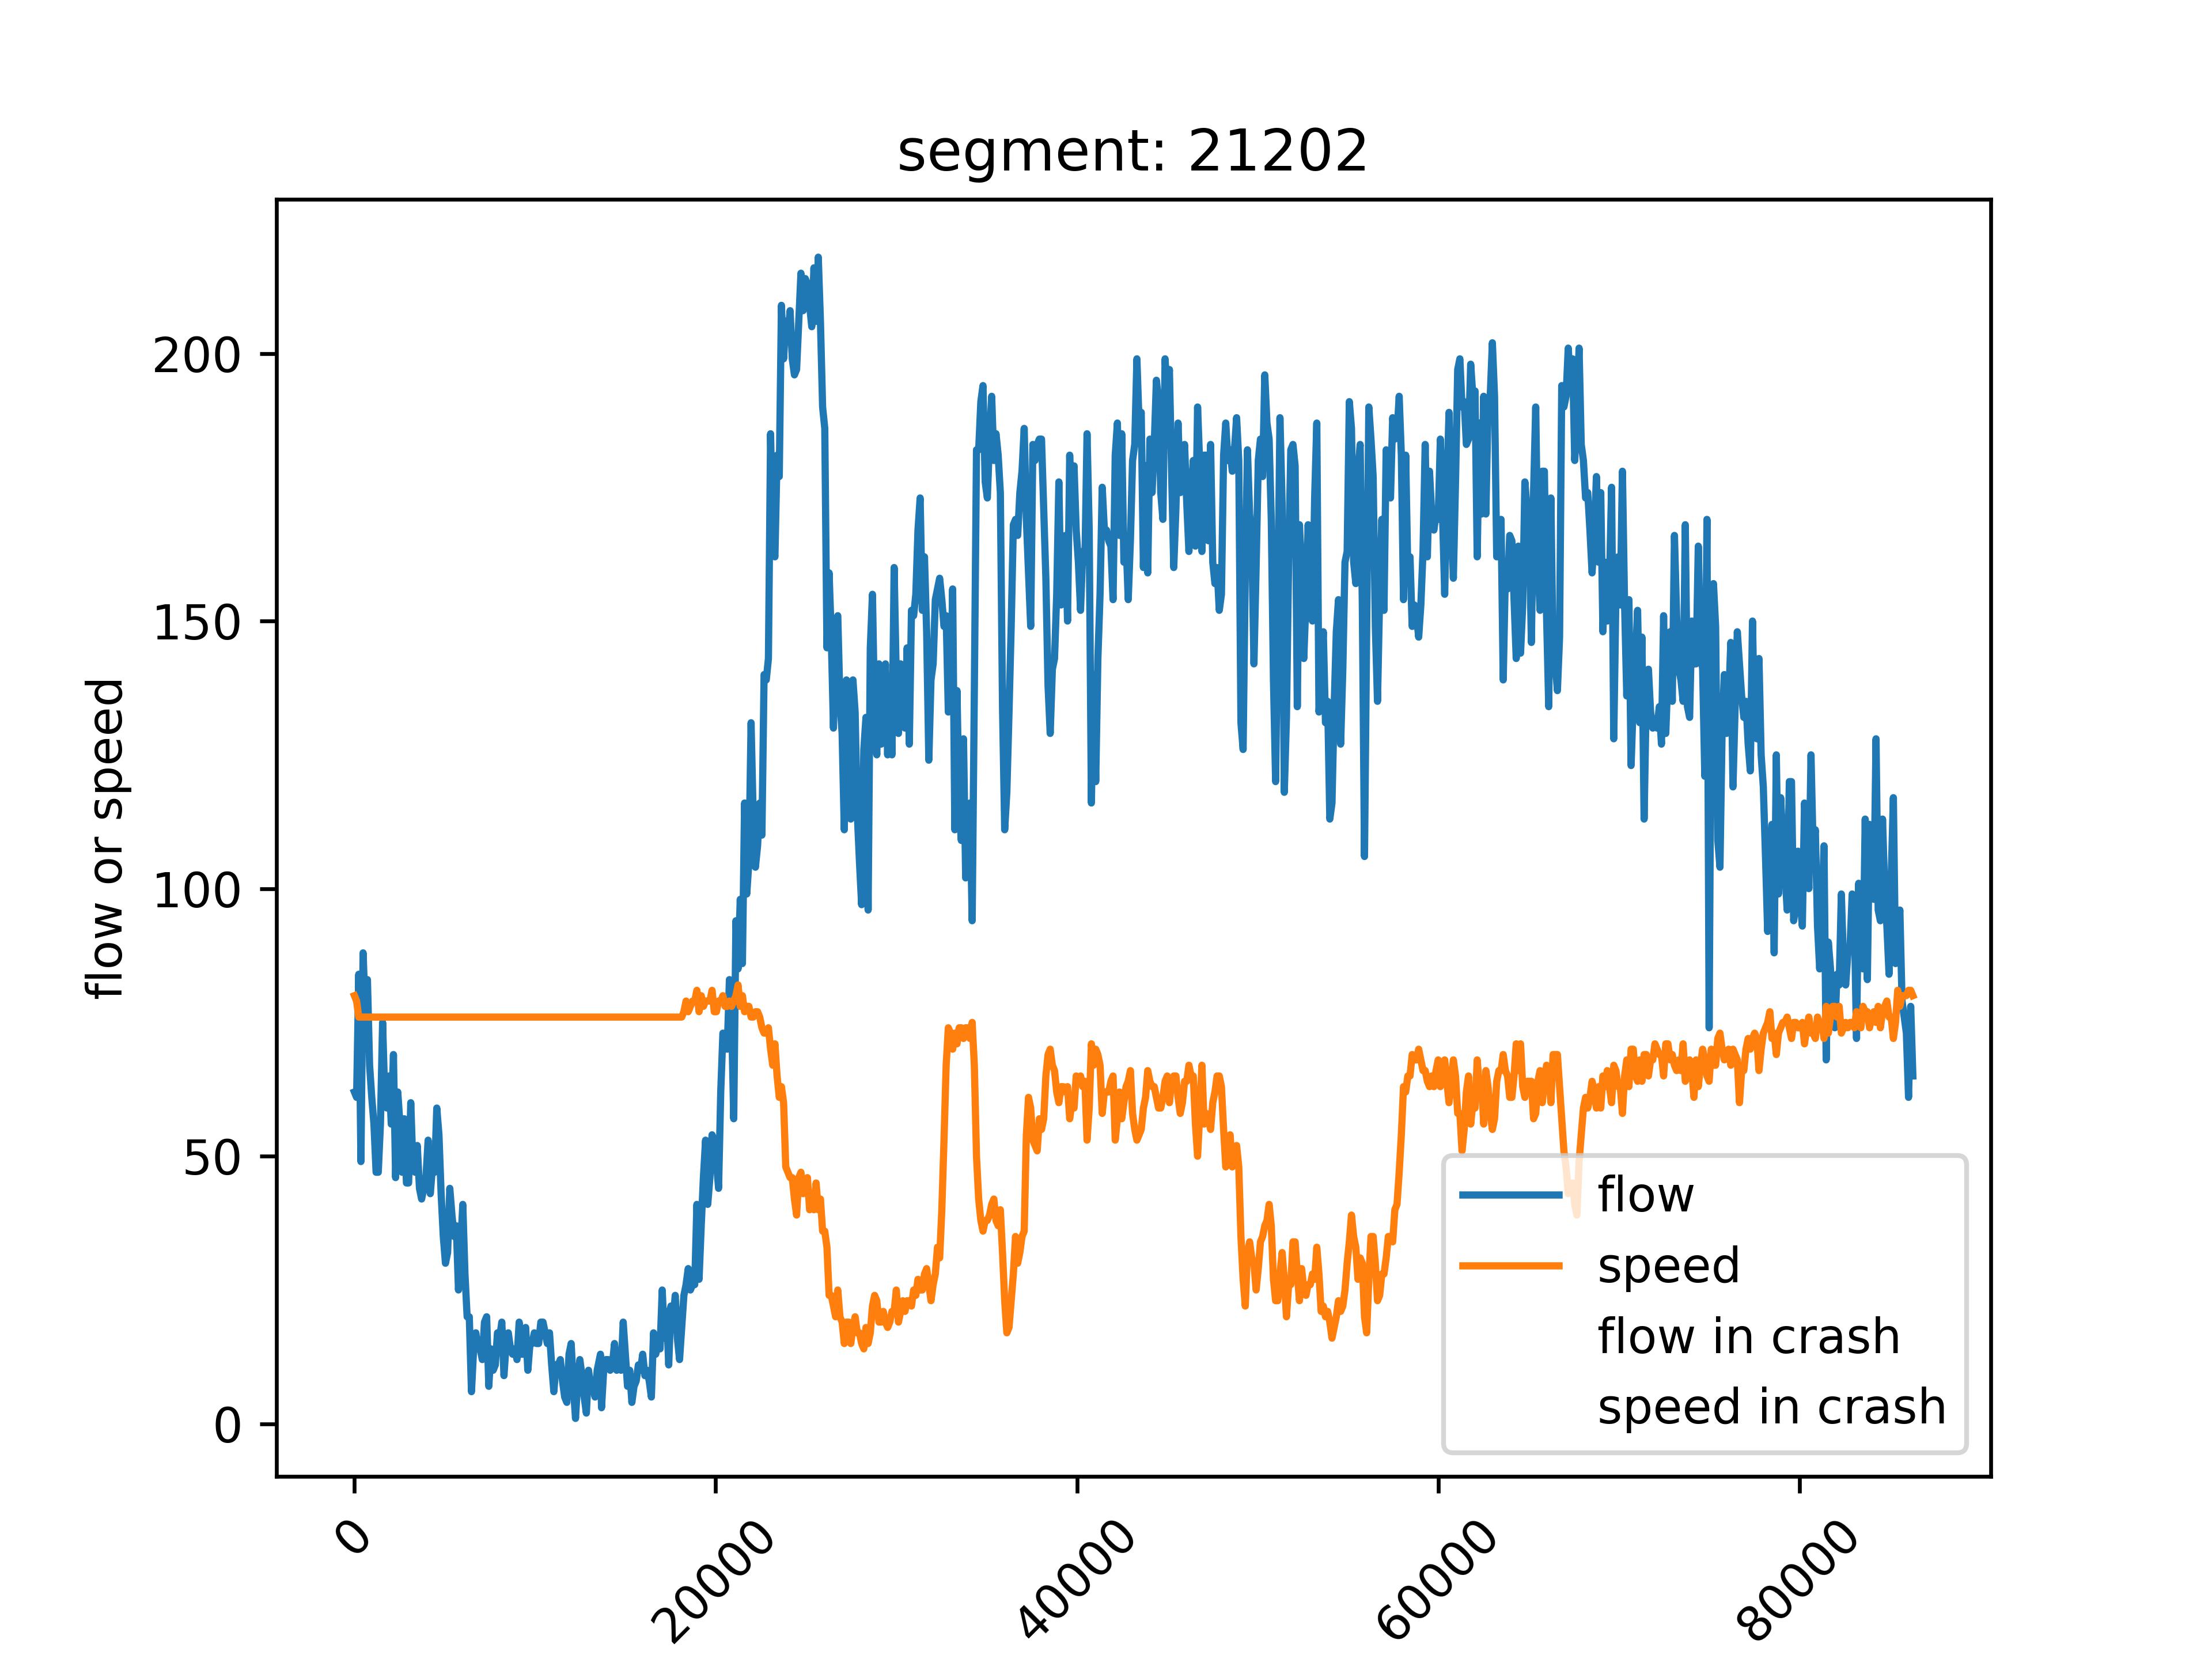 segment: 21202
flow or speed
200
150
100
50
0
0
20000
40000
60000
80000
flow
speed
flow in crash
speed in crash